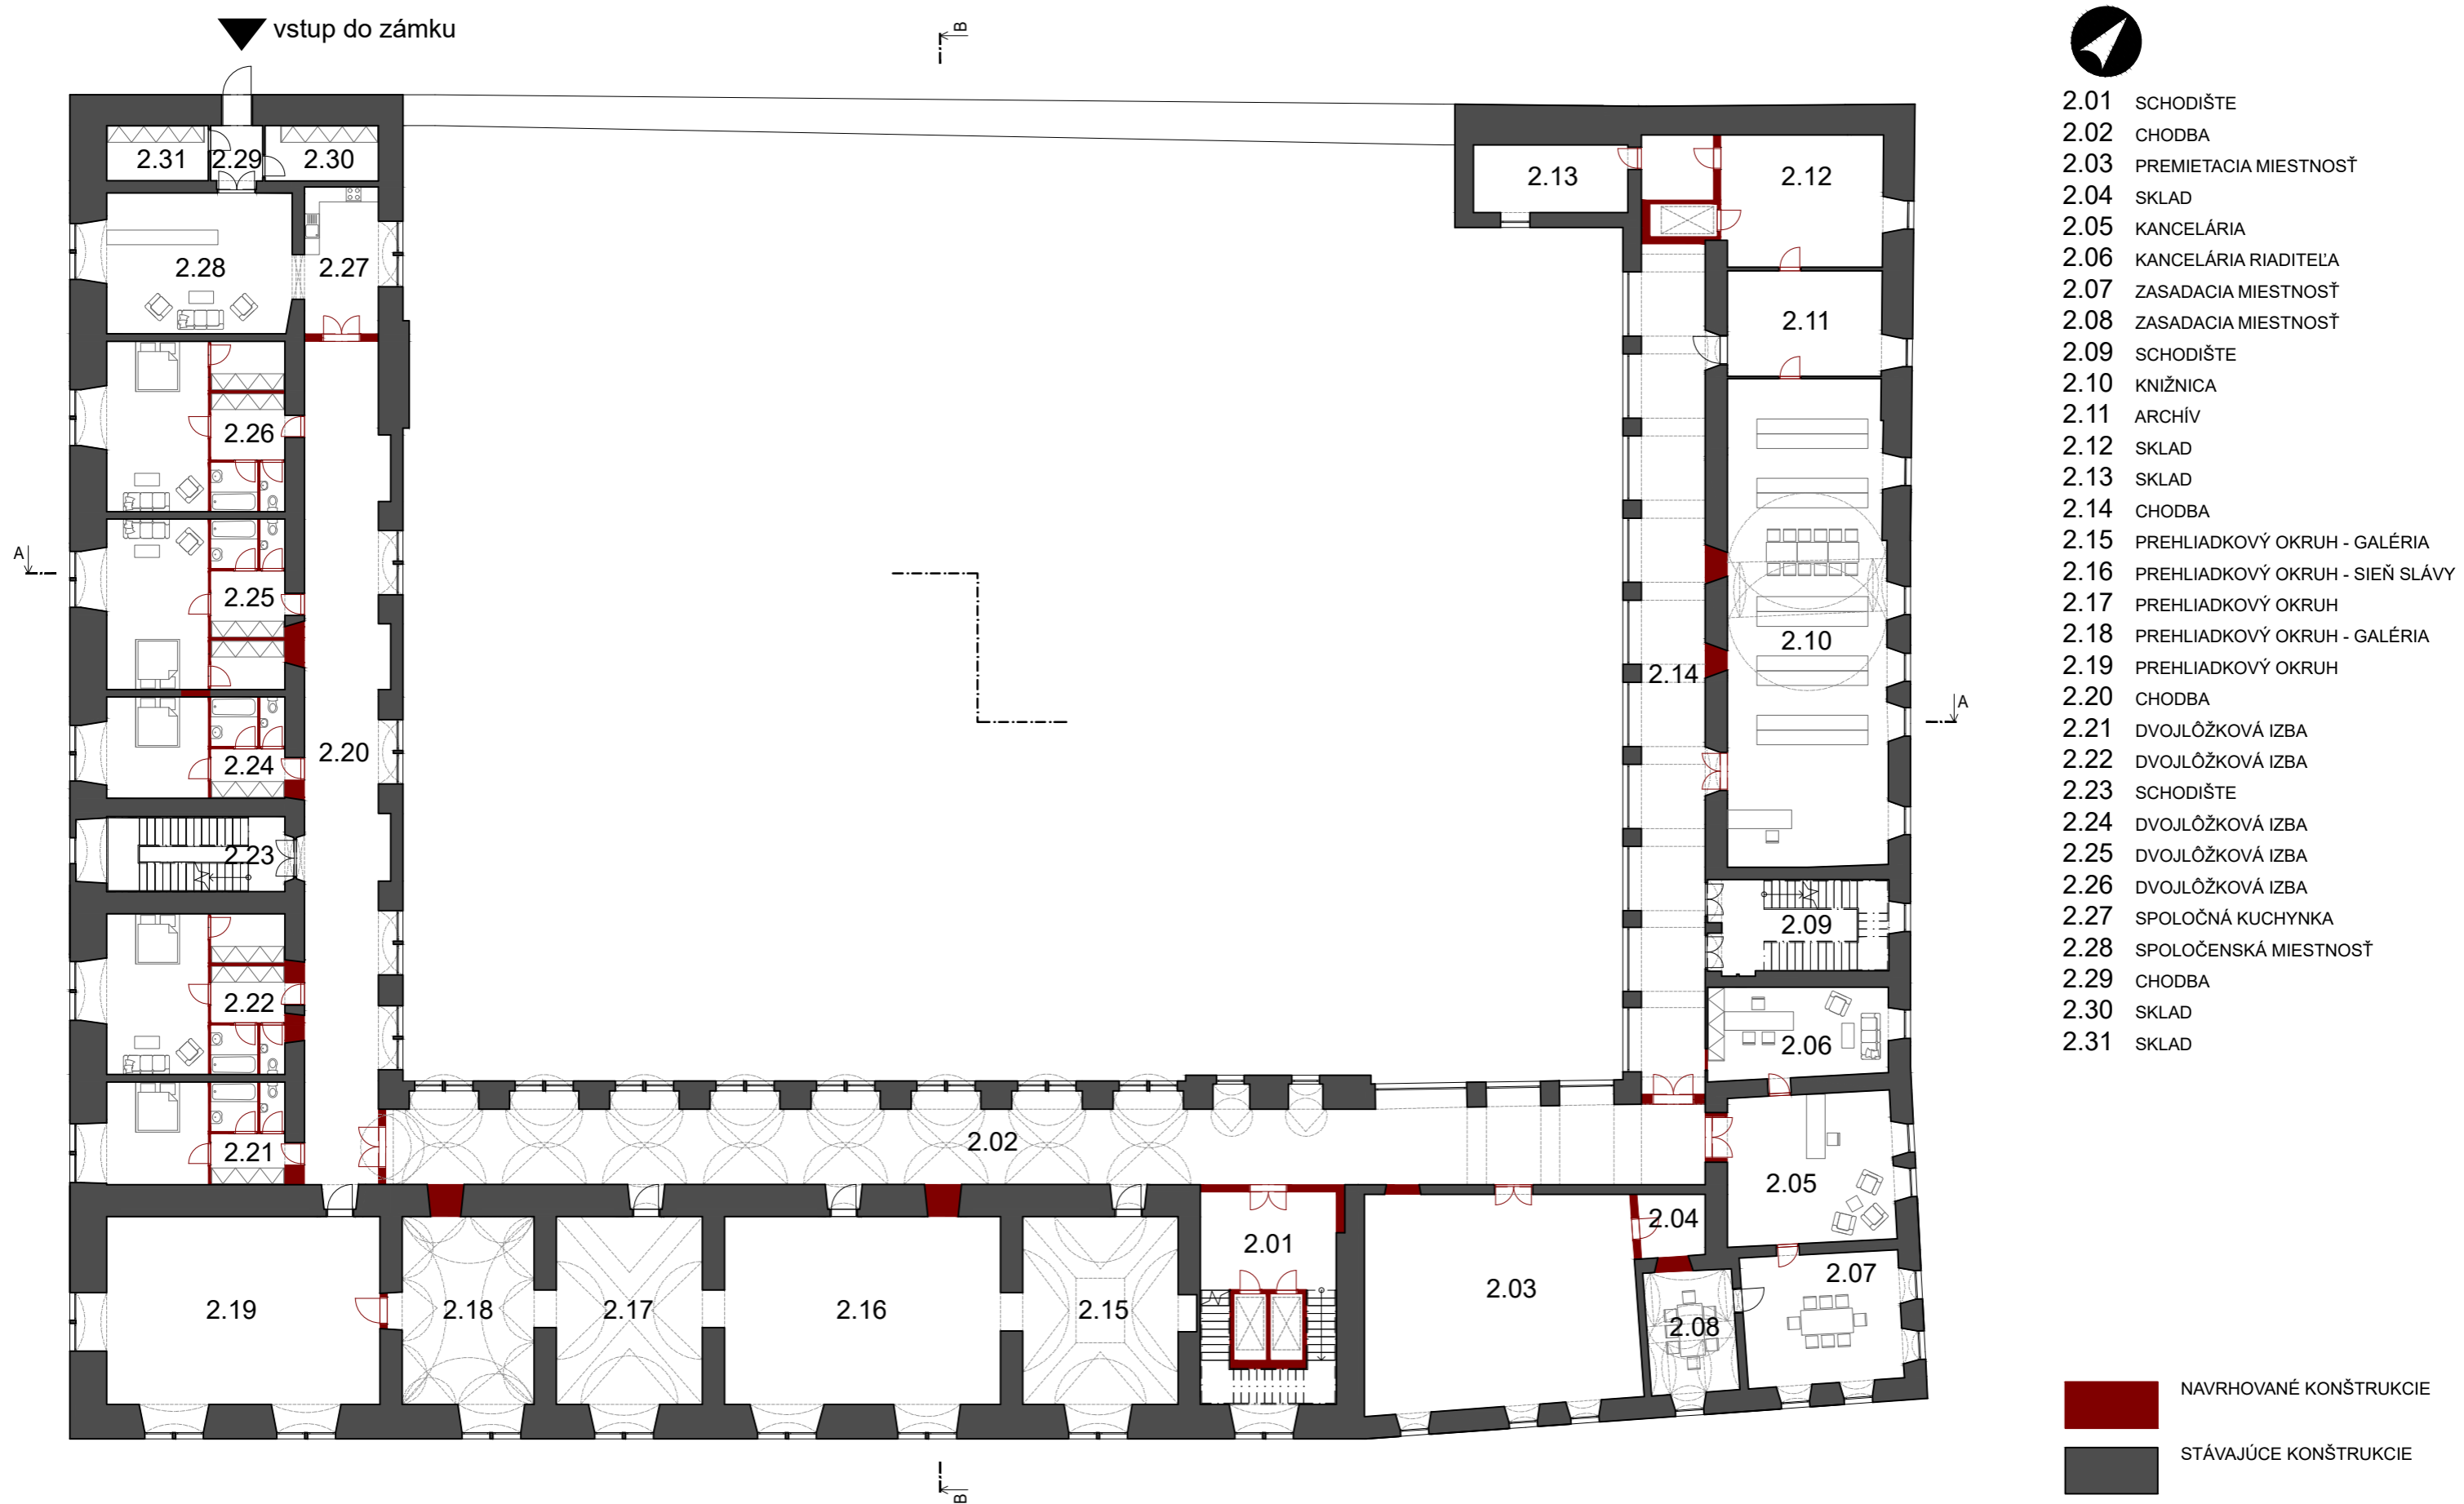 vstup do zámku
B
2.31
2.29
2.30
2.13
2.12
2.28
2.27
2.11
2.26
A
2.25
2.10
2.14
2.24
2.20
A
2.23
2.09
2.22
2.06
2.21
2.02
2.05
2.04
2.01
2.07
2.03
2.19
2.18
2.17
2.16
2.15
2.08
B
2.01 SCHODIŠTE
2.02 CHODBA
2.03 PREMIETACIA MIESTNOSŤ
2.04 SKLAD
2.05 KANCELÁRIA
2.06 KANCELÁRIA RIADITEĽA
2.07 ZASADACIA MIESTNOSŤ
2.08 ZASADACIA MIESTNOSŤ
2.09 SCHODIŠTE
2.10 KNIŽNICA
2.11 ARCHÍV
2.12 SKLAD
2.13 SKLAD
2.14 CHODBA
2.15 PREHLIADKOVÝ OKRUH - GALÉRIA
2.16 PREHLIADKOVÝ OKRUH - SIEŇ SLÁVY
2.17 PREHLIADKOVÝ OKRUH
2.18 PREHLIADKOVÝ OKRUH - GALÉRIA
2.19 PREHLIADKOVÝ OKRUH
2.20 CHODBA
2.21 DVOJLÔŽKOVÁ IZBA
2.22 DVOJLÔŽKOVÁ IZBA
2.23 SCHODIŠTE
2.24 DVOJLÔŽKOVÁ IZBA
2.25 DVOJLÔŽKOVÁ IZBA
2.26 DVOJLÔŽKOVÁ IZBA
2.27 SPOLOČNÁ KUCHYNKA
2.28 SPOLOČENSKÁ MIESTNOSŤ
2.29 CHODBA
2.30 SKLAD
2.31 SKLAD
NAVRHOVANÉ KONŠTRUKCIE
STÁVAJÚCE KONŠTRUKCIE